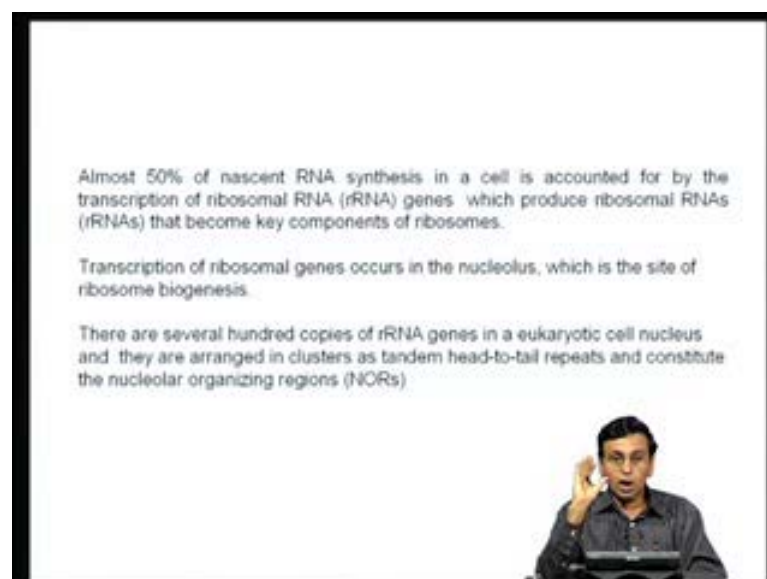 Almost 50% of nascent RNA synthesis in a cell is accounted for by the
transcription of ribosomal RNA (rRNA) genes which produce ribosomal RNAs
(rRNAs) that become key components of ribosomes.
Transcription of ribosomal genes occurs in the nucleolus, which is the site of
ribosome biogenesis.
There are several hundred copies of rRNA genes in a eukaryotic cell nucleus
and they are arranged in clusters as tandem head-to-tail repeats and constitute
the nucleolar organizing regions (NORs)